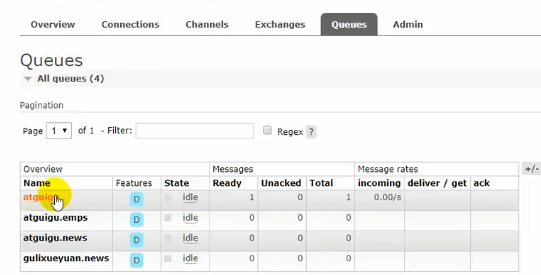 Overview Connections Channels Exchanges Queues Admin
Queues
All queues (4)
Pagination
Page 1 of 1 - Filter: Regex ?
Overview Messages Message rates +/-
Name Features State Ready Unacked Total incoming deliver / get ack
D idle 1 0 1 0.00/s
atguigu.emps D idle 0 0 0
atguigu.news D idle 0 0 0
gulixueyuan.news D idle 0 0 0